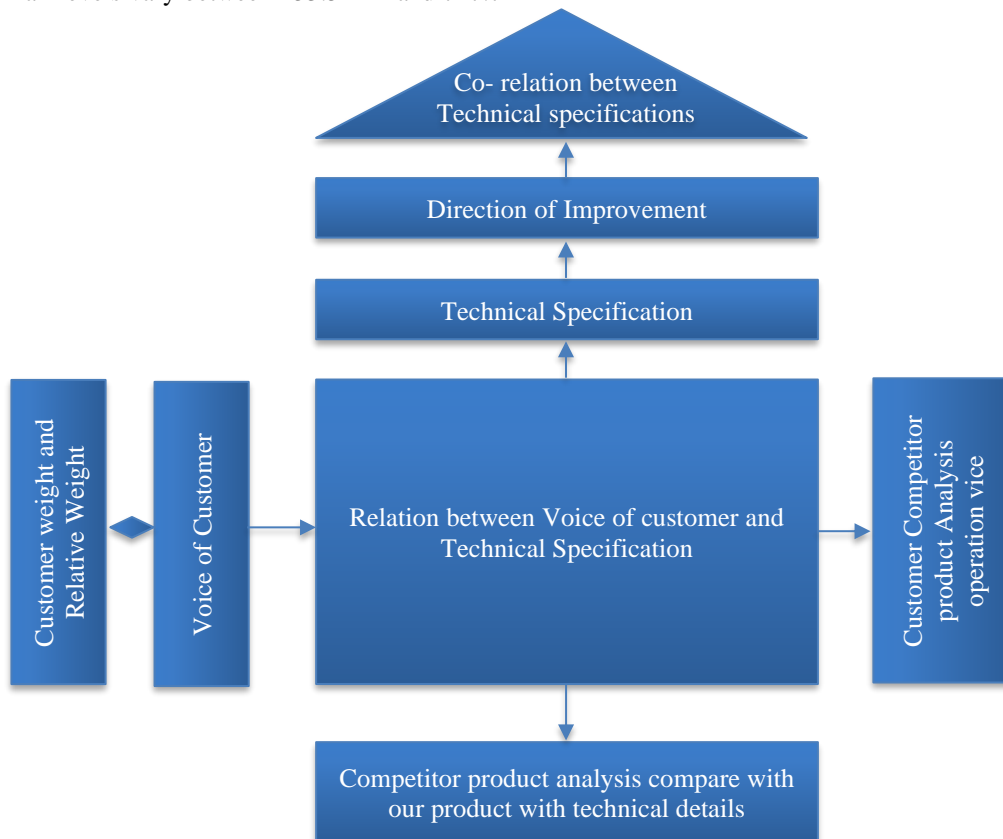 Co- relation between
Technical specifications
Direction of Improvement
Technical Specification
Customer weight and
Relative Weight
Voice of Customer
Relation between Voice of customer and
Technical Specification
Customer Competitor
product Analysis
operation vice
Competitor product analysis compare with
our product with technical details